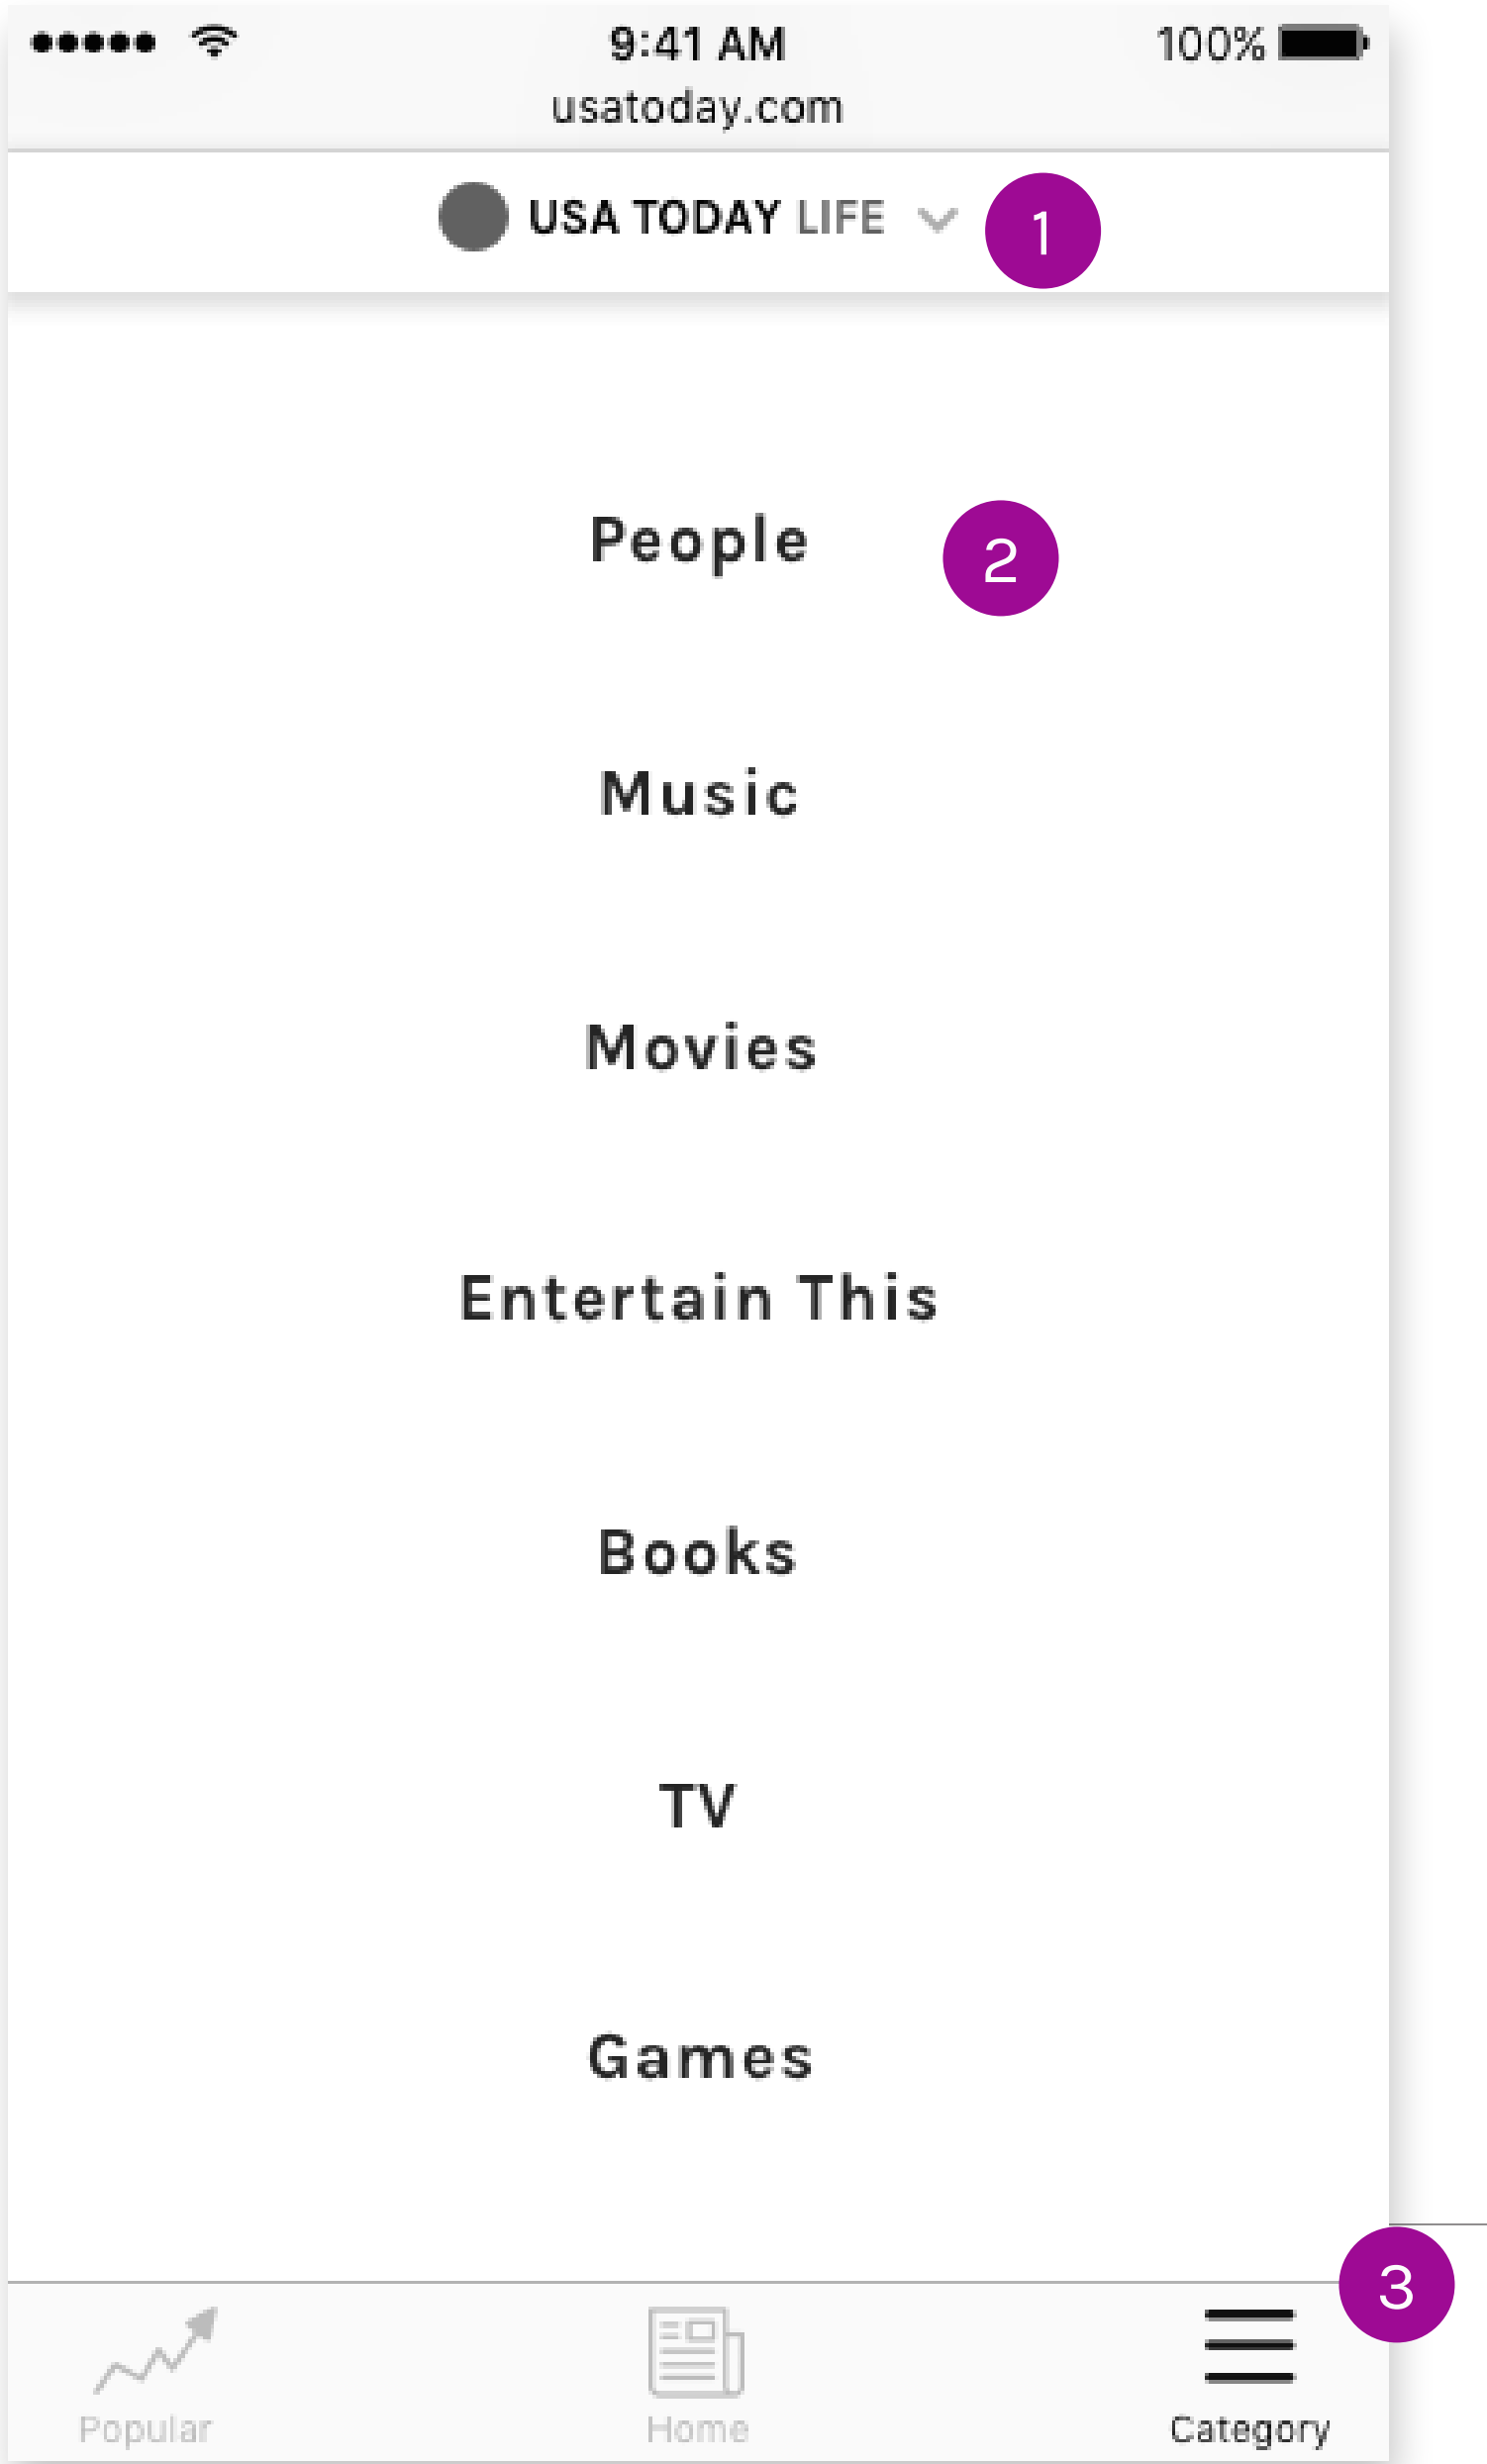 9:41 AM
100%
usatoday.com
USA TODAY LIFE
1
People
2
Music
Movies
Entertain This
Books
TV
Games
3
Popular
Home
Category